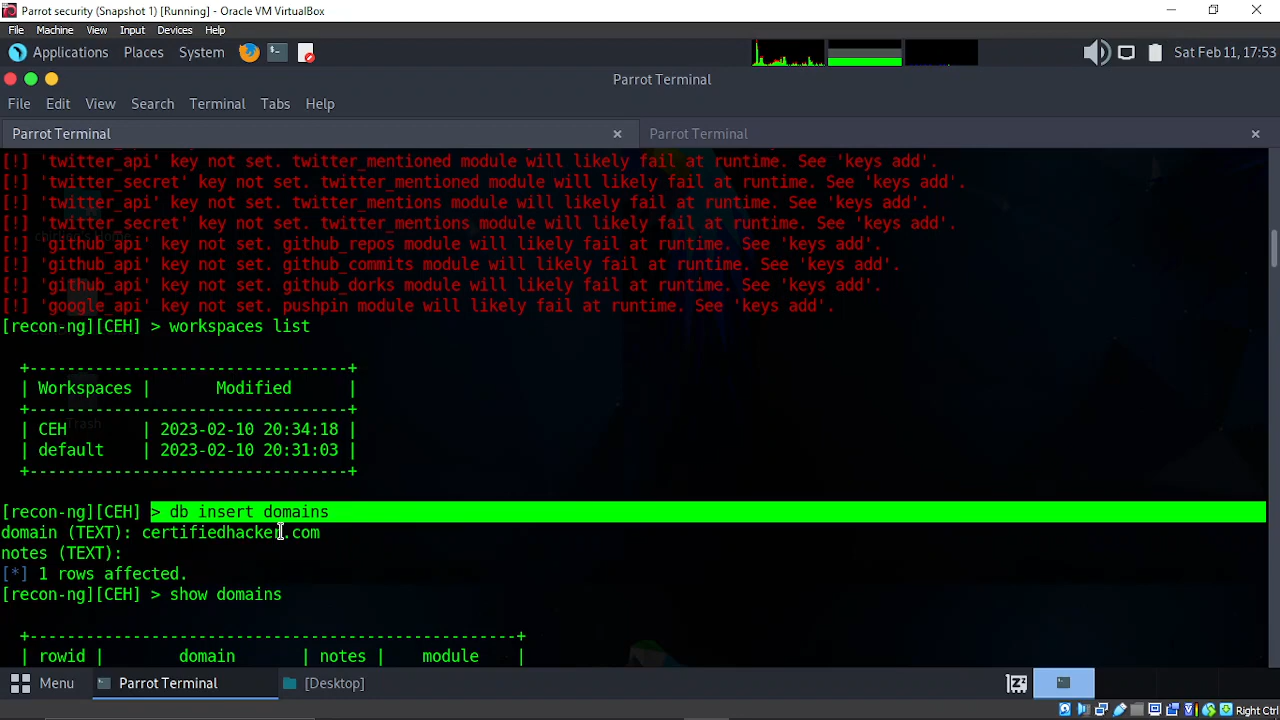 Parrot security (Snapshot 1) [Running] - Oracle VM VirtualBox
File Machine View Input Devices Help
Applications Places System Sat Feb 11, 17:53
Parrot Terminal
File Edit View Search Terminal Tabs Help
Parrot Terminal × Parrot Terminal ×
[!] 'twitter_api' key not set. twitter_mentioned module will likely fail at runtime. See 'keys add'.
[!] 'twitter_secret' key not set. twitter_mentioned module will likely fail at runtime. See 'keys add'.
[!] 'twitter_api' key not set. twitter_mentions module will likely fail at runtime. See 'keys add'.
[!] 'twitter_secret' key not set. twitter_mentions module will likely fail at runtime. See 'keys add'.
[!] 'github_api' key not set. github_repos module will likely fail at runtime. See 'keys add'.
[!] 'github_api' key not set. github_commits module will likely fail at runtime. See 'keys add'.
[!] 'github_api' key not set. github_dorks module will likely fail at runtime. See 'keys add'.
[!] 'google_api' key not set. pushpin module will likely fail at runtime. See 'keys add'.
[recon-ng][CEH] > workspaces list
+----------------------------------+
| Workspaces | Modified |
+----------------------------------+
| CEH | 2023-02-10 20:34:18 |
| default | 2023-02-10 20:31:03 |
+----------------------------------+
Trash
[recon-ng][CEH] > db insert domains
domain (TEXT): certifiedhacker.com
notes (TEXT):
[*] 1 rows affected.
[recon-ng][CEH] > show domains
+----------------------------------------------------+
| rowid | domain | notes | module |
Menu Parrot Terminal [Desktop]
Right Ctrl